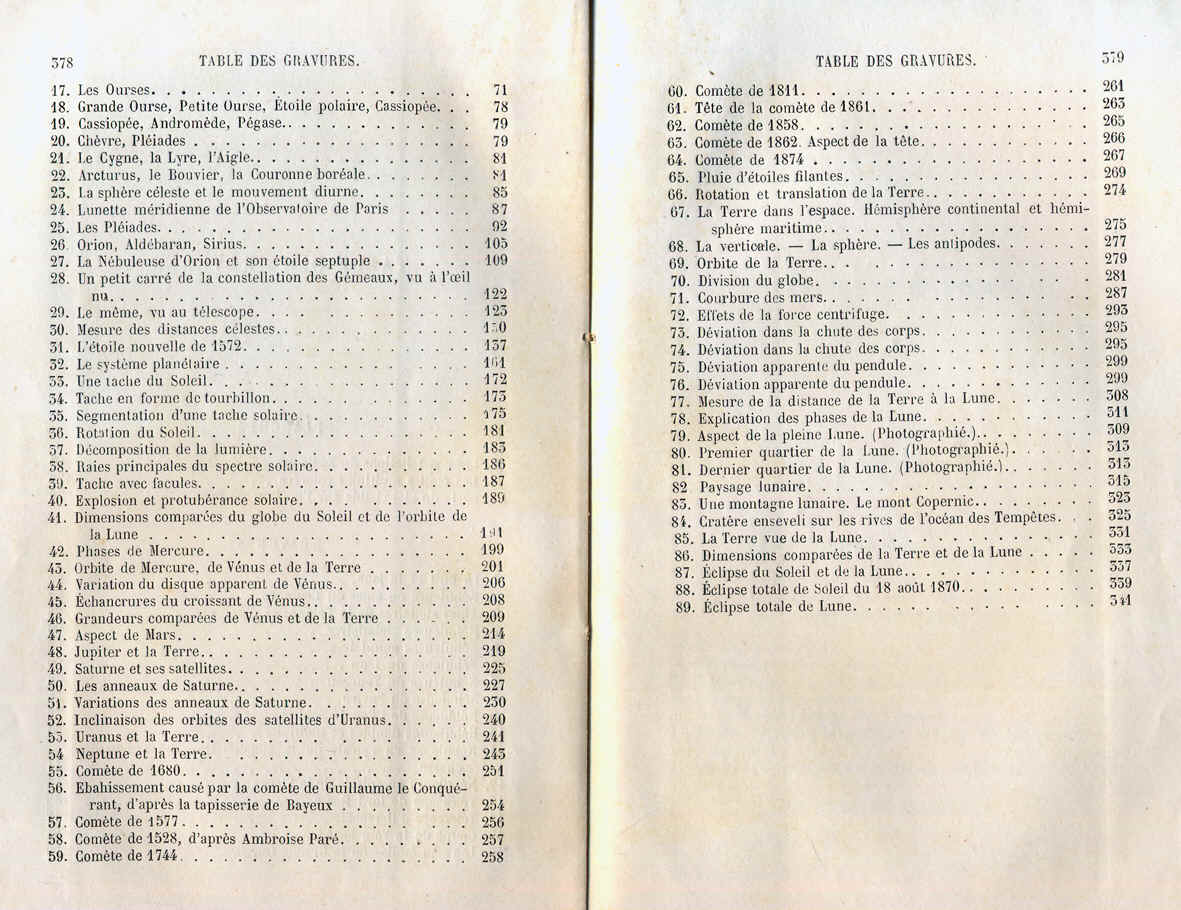 378 TABLE DES GRAVURES.
17. Les Ourses. . . . . . . . . . . . . . . . . . . . 71
18. Grande Ourse, Petite Ourse, Étoile polaire, Cassiopée. . . 78
19. Cassiopée, Andromède, Pégase. . . . . . . . . . . . . . 79
20. Chèvre, Pléiades . . . . . . . . . . . . . . . . . . 79
21. Le Cygne, la Lyre, l'Aigle. . . . . . . . . . . . . . . . 81
22. Arcturus, le Bouvier, la Couronne boréale. . . . . . . . 81
23. La sphère céleste et le mouvement diurne. . . . . . . . 85
24. Lunette méridienne de l'Observatoire de Paris . . . . . 87
25. Les Pléiades. . . . . . . . . . . . . . . . . . . . . 92
26. Orion, Aldébaran, Sirius. . . . . . . . . . . . . . . . 105
27. La Nébuleuse d'Orion et son étoile septuple . . . . . . . 109
28. Un petit carré de la constellation des Gémeaux, vu à l'œil
nu. . . . . . . . . . . . . . . . . . . . . . . . 122
29. Le même, vu au télescope. . . . . . . . . . . . . . . . 123
30. Mesure des distances célestes. . . . . . . . . . . . . . 130
31. L'étoile nouvelle de 1572. . . . . . . . . . . . . . . . 137
32. Le système planétaire . . . . . . . . . . . . . . . . . 161
33. Une tache du Soleil. . . . . . . . . . . . . . . . . . 172
34. Tache en forme de tourbillon. . . . . . . . . . . . . . 173
35. Segmentation d'une tache solaire. . . . . . . . . . . . 175
36. Rotation du Soleil. . . . . . . . . . . . . . . . . . . 181
37. Décomposition de la lumière. . . . . . . . . . . . . . . 183
38. Raies principales du spectre solaire. . . . . . . . . . . 186
39. Tache avec facules. . . . . . . . . . . . . . . . . . . 187
40. Explosion et protubérance solaire. . . . . . . . . . . . 189
41. Dimensions comparées du globe du Soleil et de l'orbite de
la Lune . . . . . . . . . . . . . . . . . . . . . . 191
42. Phases de Mercure. . . . . . . . . . . . . . . . . . . 199
43. Orbite de Mercure, de Vénus et de la Terre . . . . . . . 201
44. Variation du disque apparent de Vénus. . . . . . . . . . 206
45. Échancrures du croissant de Vénus. . . . . . . . . . . . 208
46. Grandeurs comparées de Vénus et de la Terre . . . . . . 209
47. Aspect de Mars. . . . . . . . . . . . . . . . . . . . 214
48. Jupiter et la Terre. . . . . . . . . . . . . . . . . . . 219
49. Saturne et ses satellites. . . . . . . . . . . . . . . . . 225
50. Les anneaux de Saturne. . . . . . . . . . . . . . . . . 227
51. Variations des anneaux de Saturne. . . . . . . . . . . . 230
52. Inclinaison des orbites des satellites d'Uranus. . . . . . 240
53. Uranus et la Terre. . . . . . . . . . . . . . . . . . . 241
54 Neptune et la Terre. . . . . . . . . . . . . . . . . . 243
55. Comète de 1680. . . . . . . . . . . . . . . . . . . . 251
56. Ebahissement causé par la comète de Guillaume le Conqué-
rant, d'après la tapisserie de Bayeux . . . . . . . . . 254
57. Comète de 1577. . . . . . . . . . . . . . . . . . . . 256
58. Comète de 1528, d'après Ambroise Paré. . . . . . . . . . 257
59. Comète de 1744. . . . . . . . . . . . . . . . . . . . 258
TABLE DES GRAVURES. 379
60. Comète de 1811. . . . . . . . . . . . . . . . . . . . 261
61. Tête de la comète de 1861. . . . . . . . . . . . . . . 263
62. Comète de 1858. . . . . . . . . . . . . . . . . . . . 265
63. Comète de 1862. Aspect de la tête. . . . . . . . . . . . 266
64. Comète de 1874 . . . . . . . . . . . . . . . . . . . 267
65. Pluie d'étoiles filantes. . . . . . . . . . . . . . . . . 269
66. Rotation et translation de la Terre. . . . . . . . . . . . 274
67. La Terre dans l'espace. Hémisphère continental et hémi-
sphère maritime. . . . . . . . . . . . . . . . . . . 275
68. La verticœle. — La sphère. — Les antipodes. . . . . . . 277
69. Orbite de la Terre. . . . . . . . . . . . . . . . . . . 279
70. Division du globe. . . . . . . . . . . . . . . . . . . 281
71. Courbure des mers. . . . . . . . . . . . . . . . . . . 287
72. Effets de la force centrifuge. . . . . . . . . . . . . . . 293
73. Déviation dans la chute des corps. . . . . . . . . . . . 295
74. Déviation dans la chute des corps. . . . . . . . . . . . 295
75. Déviation apparente du pendule. . . . . . . . . . . . . 299
76. Déviation apparente du pendule. . . . . . . . . . . . . 299
77. Mesure de la distance de la Terre à la Lune. . . . . . . 308
78. Explication des phases de la Lune. . . . . . . . . . . . 311
79. Aspect de la pleine Lune. (Photographié.). . . . . . . . . 309
80. Premier quartier de la Lune. (Photographié.). . . . . . . 313
81. Dernier quartier de la Lune. (Photographié.). . . . . . . 313
82 Paysage lunaire. . . . . . . . . . . . . . . . . . . . 315
83. Une montagne lunaire. Le mont Copernic. . . . . . . . . 323
84. Cratère enseveli sur les rives de l'océan des Tempêtes. . . 325
85. La Terre vue de la Lune. . . . . . . . . . . . . . . . 331
86. Dimensions comparées de la Terre et de la Lune . . . . . 333
87. Éclipse du Soleil et de la Lune. . . . . . . . . . . . . . 337
88. Éclipse totale de Soleil du 18 août 1870. . . . . . . . . . 339
89. Éclipse totale de Lune. . . . . . . . . . . . . . . . . 341